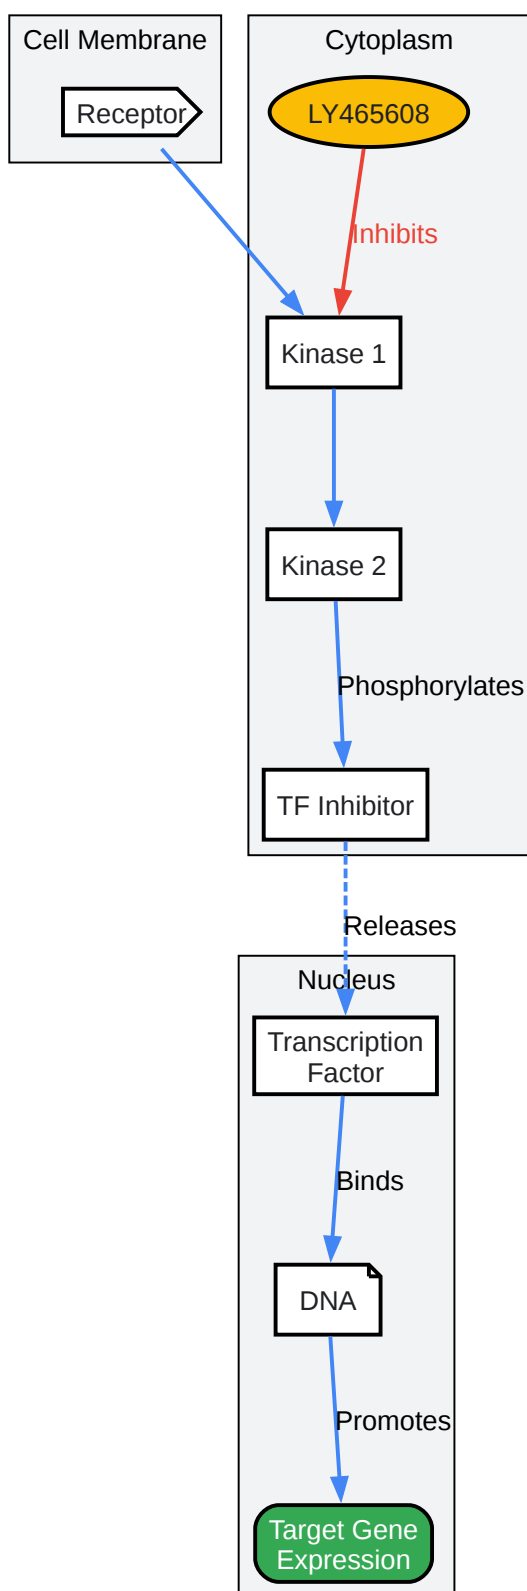 Cell Membrane
Cytoplasm
Receptor
LY465608
Inhibits
Kinase 1
Kinase 2
Phosphorylates
TF Inhibitor
Releases
Nucleus
Transcription
Factor
Binds
DNA
Promotes
Target Gene
Expression